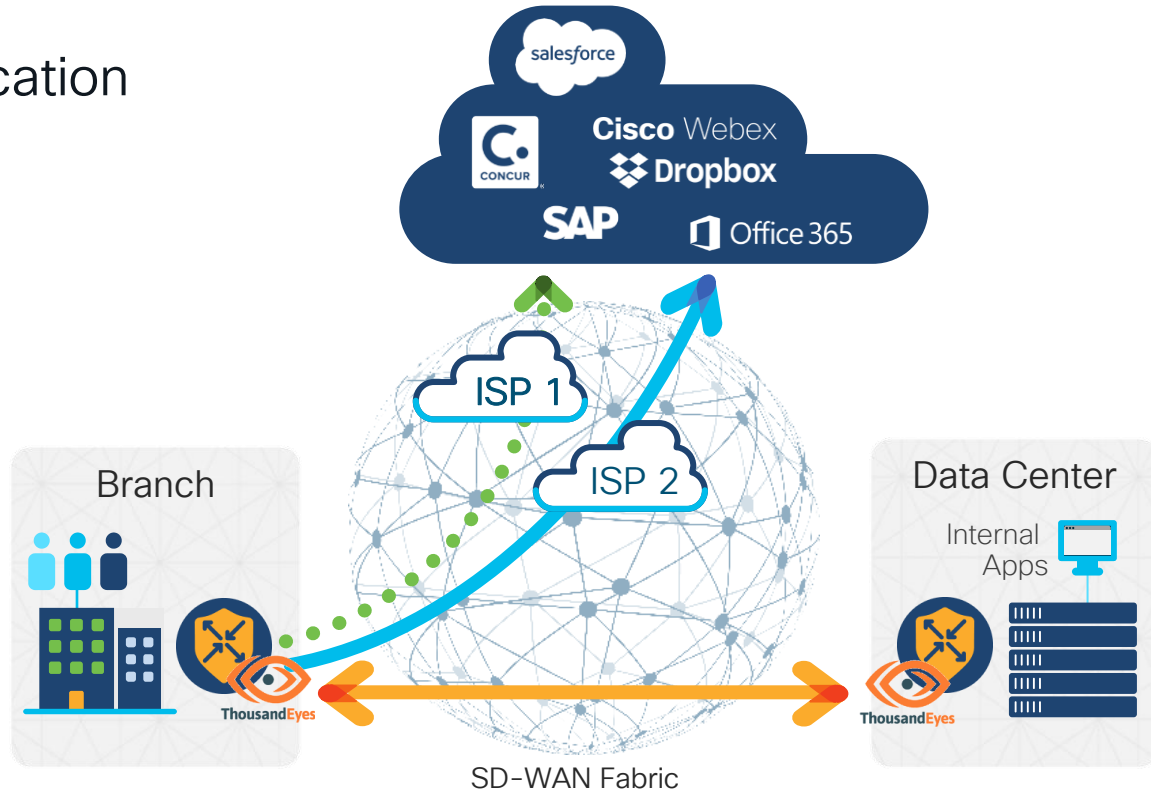 cation
salesforce
C.
CONCUR
Cisco Webex
Dropbox
SAP
Office 365
ISP 1
ISP 2
Branch
ThousandEyes
Data Center
Internal
Apps
ThousandEyes
SD-WAN Fabric